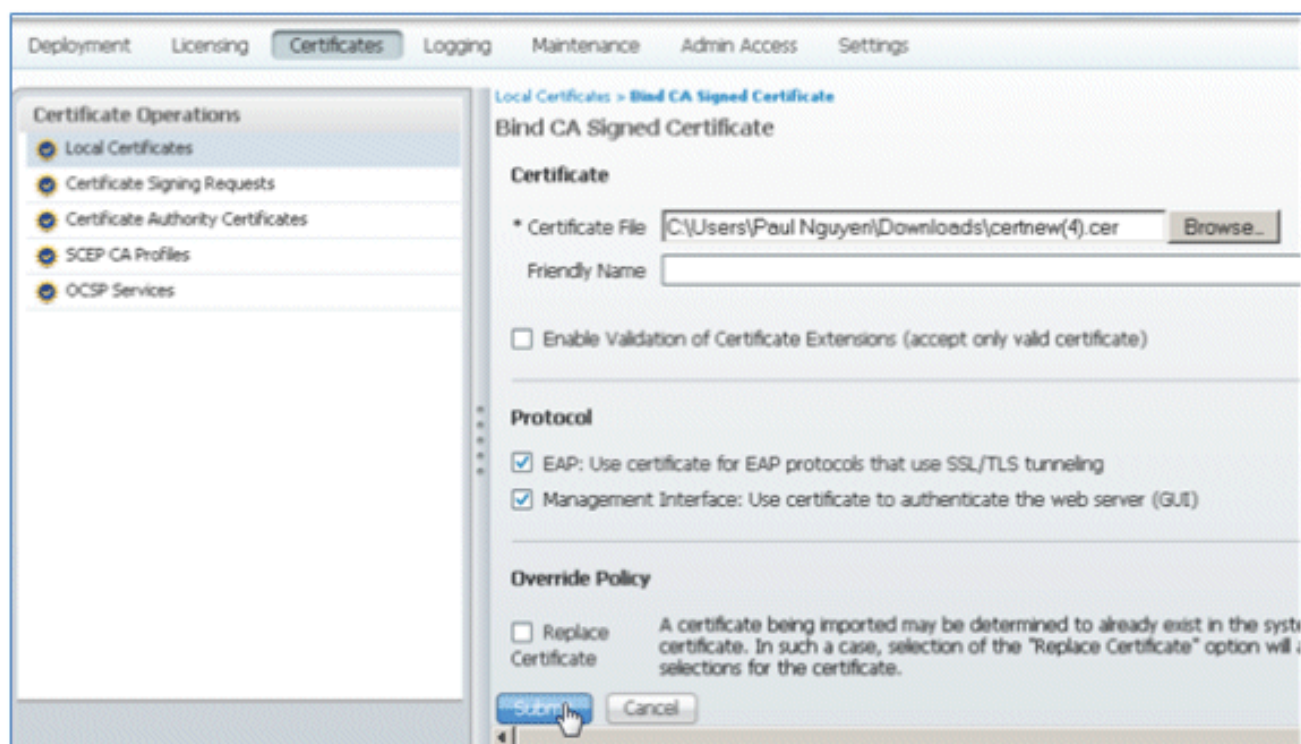 Deployment Licensing Certificates Logging Maintenance Admin Access Settings
Certificate Operations
Local Certificates
Certificate Signing Requests
Certificate Authority Certificates
SCEP CA Profiles
OCSP Services
Local Certificates > Bind CA Signed Certificate
Bind CA Signed Certificate
Certificate
* Certificate File C:\Users\Paul Nguyen\Downloads\certnew(4).cer Browse...
Friendly Name
Enable Validation of Certificate Extensions (accept only valid certificate)
Protocol
EAP: Use certificate for EAP protocols that use SSL/TLS tunneling
Management Interface: Use certificate to authenticate the web server (GUI)
Override Policy
Replace Certificate
A certificate being imported may be determined to already exist in the syste
certificate. In such a case, selection of the "Replace Certificate" option will a
selections for the certificate.
Submit Cancel